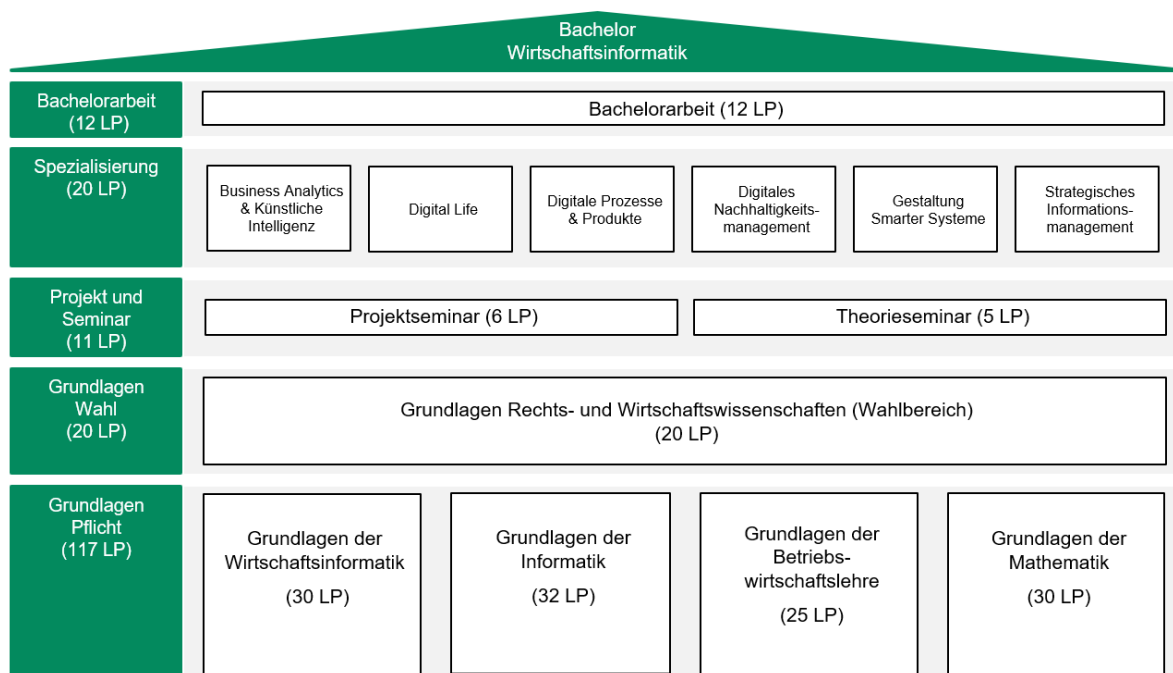 Bachelor
Wirtschaftsinformatik
Bachelorarbeit
(12 LP)
Bachelorarbeit (12 LP)
Spezialisierung
(20 LP)
Business Analytics
& Künstliche
Intelligenz
Digital Life
Digitale Prozesse
& Produkte
Digitales
Nachhaltigkeits-
management
Gestaltung
Smarter Systeme
Strategisches
Informations-
management
Projekt und
Seminar
(11 LP)
Projektseminar (6 LP)
Theorieseminar (5 LP)
Grundlagen
Wahl
(20 LP)
Grundlagen Rechts- und Wirtschaftswissenschaften (Wahlbereich)
(20 LP)
Grundlagen
Pflicht
(117 LP)
Grundlagen der
Wirtschaftsinformatik
(30 LP)
Grundlagen der
Informatik
(32 LP)
Grundlagen der
Betriebs-
wirtschaftslehre
(25 LP)
Grundlagen der
Mathematik
(30 LP)